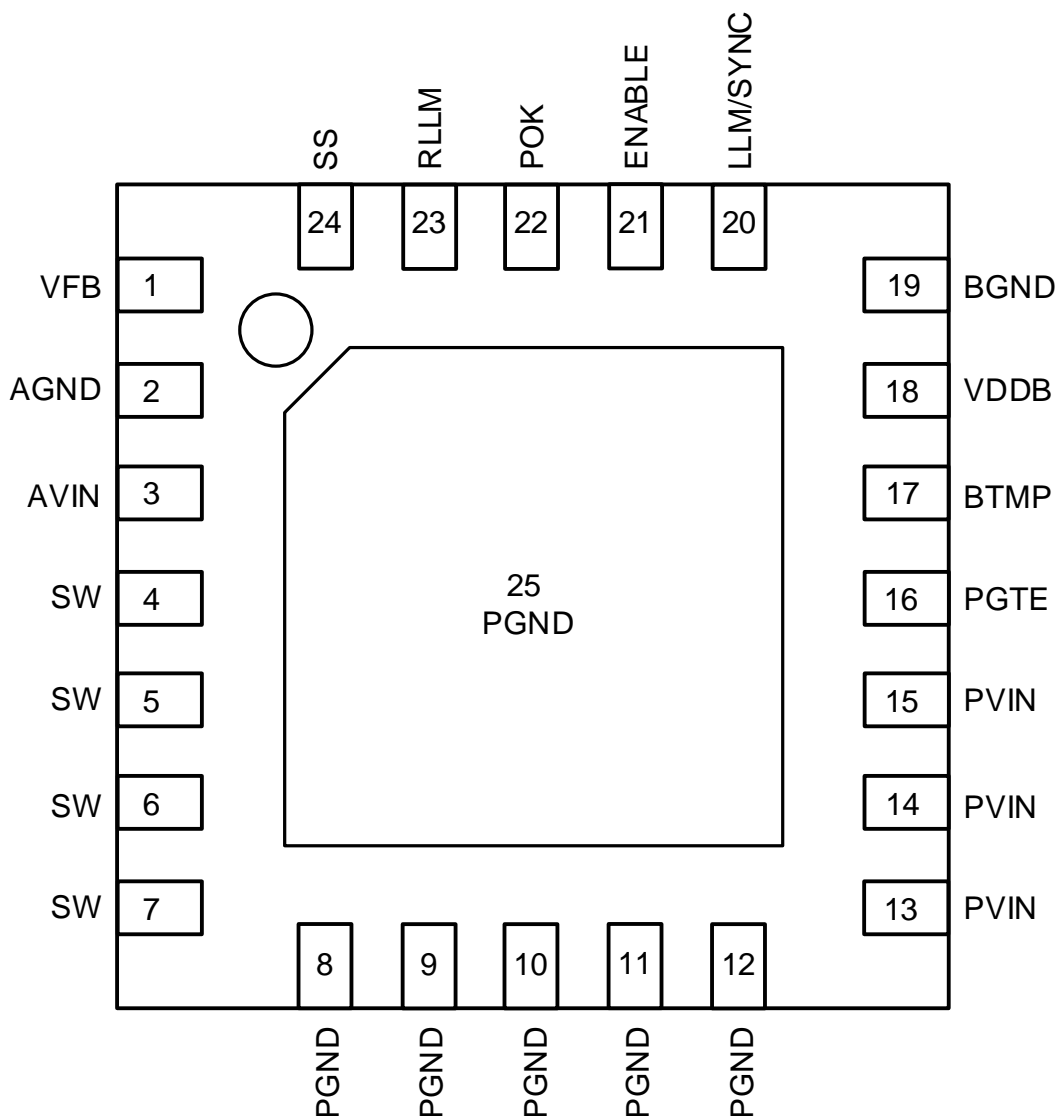 SS
RLLM
POK
ENABLE
LLM/SYNC
24
23
22
21
20
VFB 1
19 BGND
AGND 2
18 VDDB
AVIN 3
17 BTMP
SW 4
16 PGTE
25
PGND
SW 5
15 PVIN
SW 6
14 PVIN
SW 7
13 PVIN
8
9
10
11
12
PGND
PGND
PGND
PGND
PGND